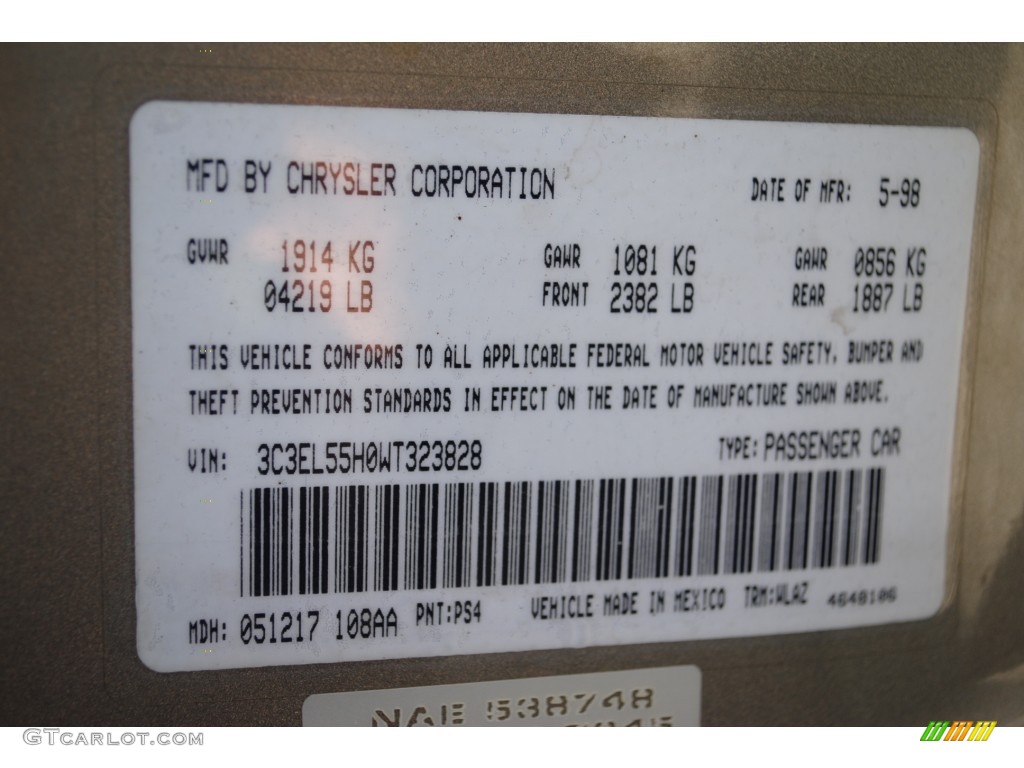 MFD BY CHRYSLER CORPORATION DATE OF MFR: 5-98
GVWR 1914 KG GAWR 1081 KG GAWR 0856 KG
04219 LB FRONT 2382 LB REAR 1887 LB
THIS VEHICLE CONFORMS TO ALL APPLICABLE FEDERAL MOTOR VEHICLE SAFETY, BUMPER AND
THEFT PREVENTION STANDARDS IN EFFECT ON THE DATE OF MANUFACTURE SHOWN ABOVE.
VIN: 3C3EL55H0WT323828 TYPE: PASSENGER CAR
MDH: 051217 108AA PNT:PS4 VEHICLE MADE IN MEXICO TRM:WLAZ 4648106
NAE 538748
GTCARLOT.COM